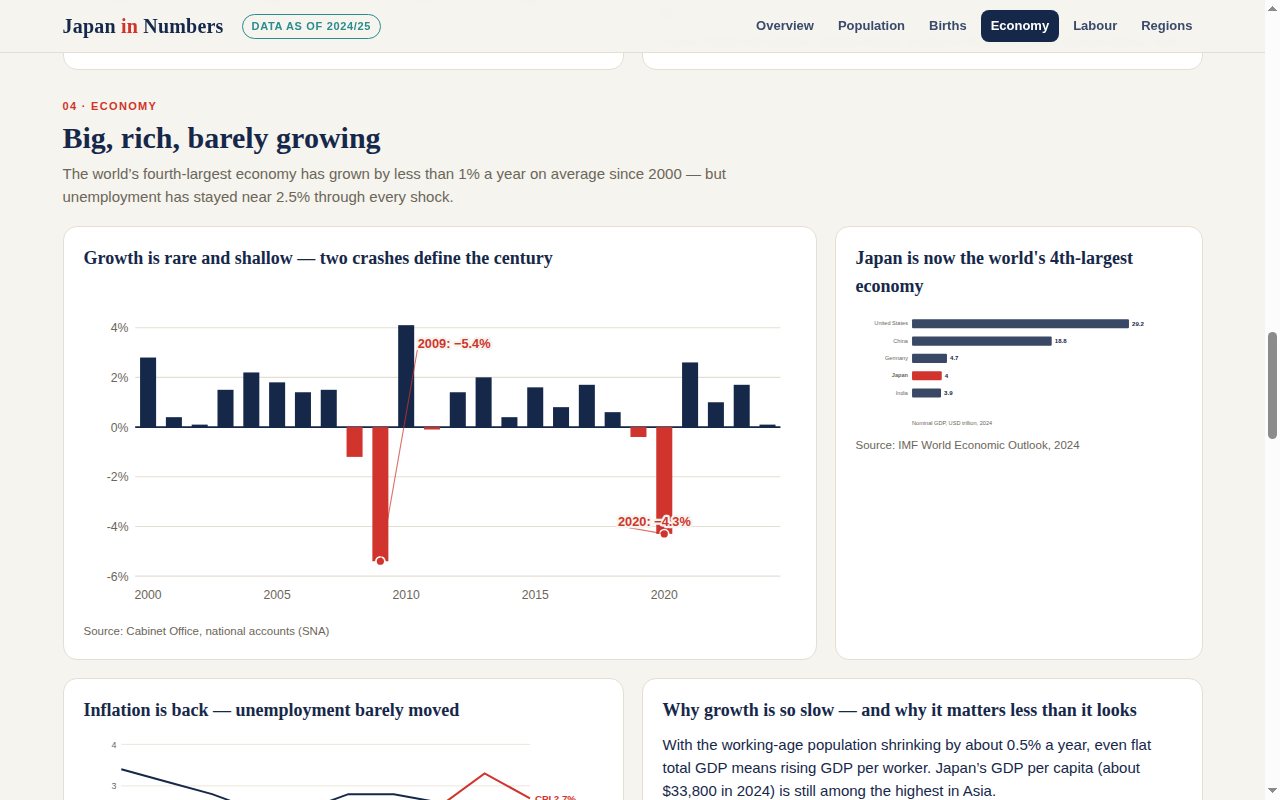 Japan in Numbers
DATA AS OF 2024/25
Overview
Population
Births
Economy
Labour
Regions
04 · ECONOMY
Big, rich, barely growing
The world’s fourth-largest economy has grown by less than 1% a year on average since 2000 — but
unemployment has stayed near 2.5% through every shock.
Growth is rare and shallow — two crashes define the century
4%
2%
0%
-2%
-4%
-6%
2009: −5.4%
2020: −4.3%
2000
2005
2010
2015
2020
Source: Cabinet Office, national accounts (SNA)
Japan is now the world's 4th-largest
economy
United States 29.2
China 18.8
Germany 4.7
Japan 4
India 3.9
Nominal GDP, USD trillion, 2024
Source: IMF World Economic Outlook, 2024
Inflation is back — unemployment barely moved
4
3
CPI 2.7%
Why growth is so slow — and why it matters less than it looks
With the working-age population shrinking by about 0.5% a year, even flat
total GDP means rising GDP per worker. Japan’s GDP per capita (about
$33,800 in 2024) is still among the highest in Asia.